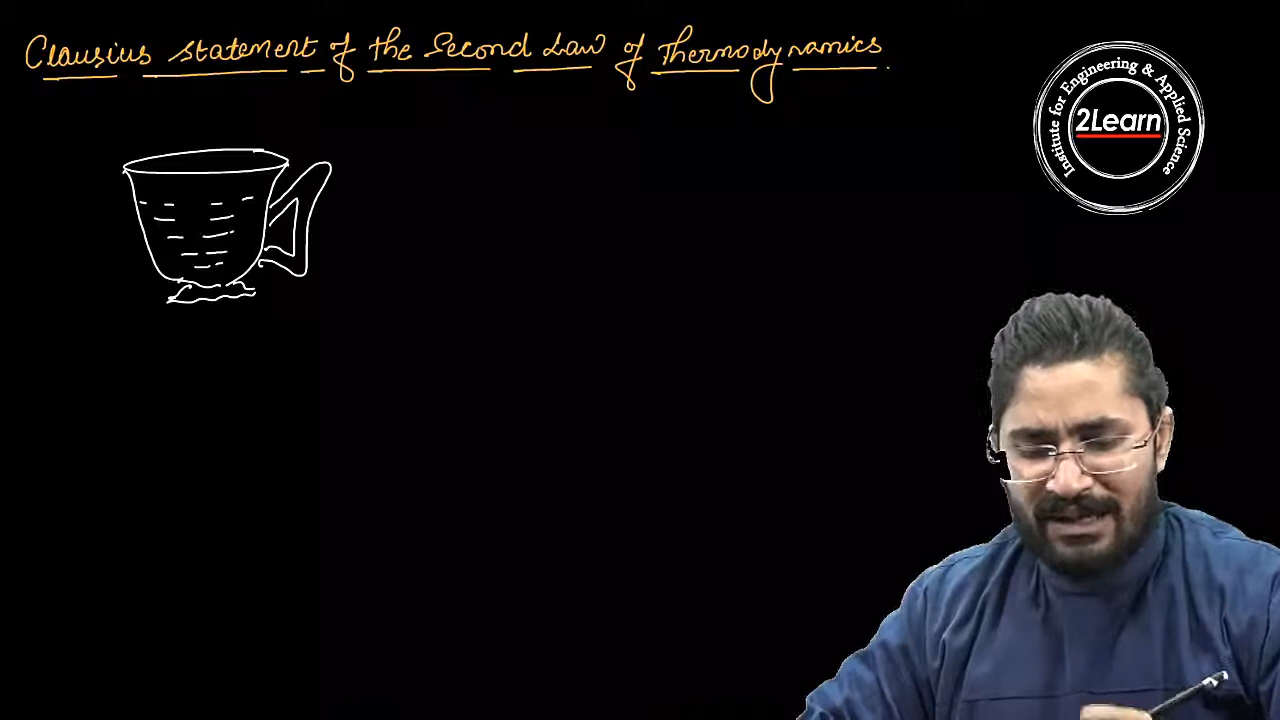 Clausius statement of the Second Law of Thermodynamics.
Institute for Engineering & Applied Science
2Learn